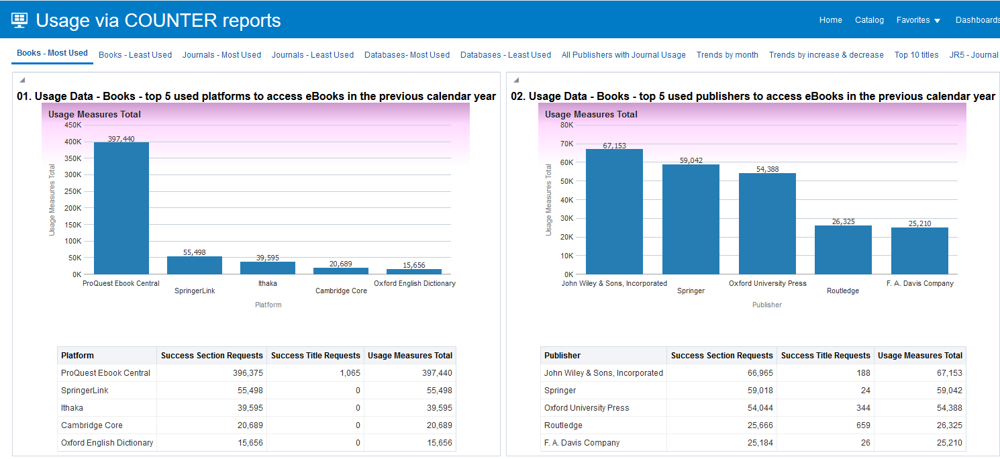 Usage via COUNTER reports
Home Catalog Favorites Dashboards
Books - Most Used Books - Least Used Journals - Most Used Journals - Least Used Databases- Most Used Databases - Least Used All Publishers with Journal Usage Trends by month Trends by increase & decrease Top 10 titles JR5 - Journal
01. Usage Data - Books - top 5 used platforms to access eBooks in the previous calendar year
Usage Measures Total
450K
400K
350K
300K
250K
200K
150K
100K
50K
0K
Usage Measures Total
397,440
55,498
39,595
20,689
15,656
ProQuest Ebook Central
SpringerLink
Ithaka
Cambridge Core
Oxford English Dictionary
Platform
Platform Success Section Requests Success Title Requests Usage Measures Total
ProQuest Ebook Central 396,375 1,065 397,440
SpringerLink 55,498 0 55,498
Ithaka 39,595 0 39,595
Cambridge Core 20,689 0 20,689
Oxford English Dictionary 15,656 0 15,656
02. Usage Data - Books - top 5 used publishers to access eBooks in the previous calendar year
Usage Measures Total
80K
70K
60K
50K
40K
30K
20K
10K
0K
Usage Measures Total
67,153
59,042
54,388
26,325
25,210
John Wiley & Sons, Incorporated
Springer
Oxford University Press
Routledge
F. A. Davis Company
Publisher
Publisher Success Section Requests Success Title Requests Usage Measures Total
John Wiley & Sons, Incorporated 66,965 188 67,153
Springer 59,018 24 59,042
Oxford University Press 54,044 344 54,388
Routledge 25,666 659 26,325
F. A. Davis Company 25,184 26 25,210